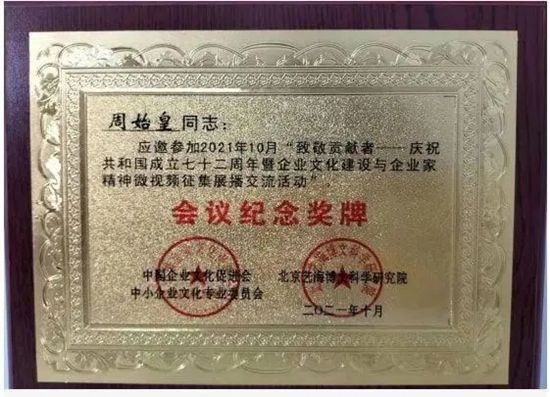 周始皇同志:
应邀参加2021年10月“致敬贡献者——庆祝
共和国成立七十二周年暨企业文化建设与企业家
精神微视频征集展播交流活动”。
会议纪念奖牌
中国企业文化促进会 北京艺海博文科学研究院
中小企业文化专业委员会
二〇二一年十月